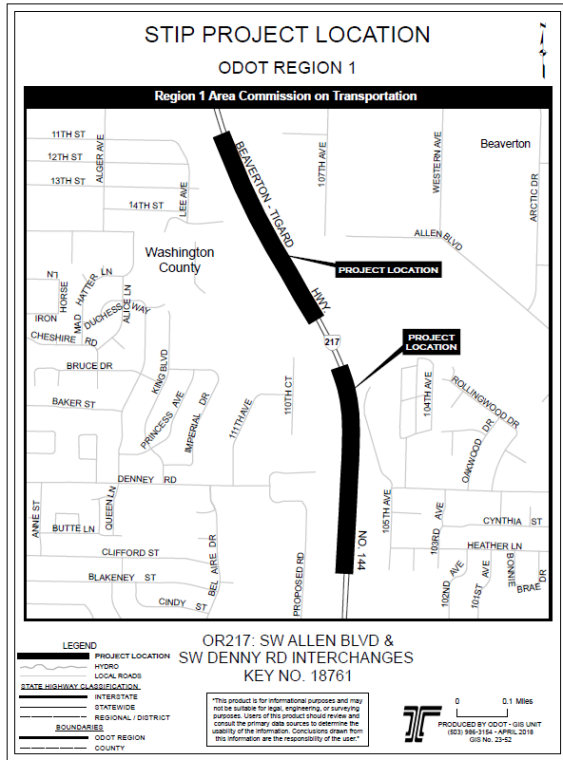 STIP PROJECT LOCATION
ODOT REGION 1
Region 1 Area Commission on Transportation
11TH ST
12TH ST
13TH ST
14TH ST
ALGER AVE
LEE AVE
BEAVERTON - TIGARD
HWY
107TH AVE
WESTERN AVE
Beaverton
ARCTIC DR
ALLEN BLVD
Washington
County
PROJECT LOCATION
217
PROJECT
LOCATION
LN
HORSE
IRON
MAD
HATTER LN
DUCHESS WAY
ALICE LN
CHESHIRE RD
BRUCE DR
BAKER ST
KING BLVD
PRINCESS AVE
IMPERIAL DR
111TH AVE
110TH CT
104TH AVE
ROLLINGWOOD DR
OAKWOOD DR
DENNEY RD
ANNE ST
QUEEN LN
BUTTE LN
CLIFFORD ST
BLAKENEY ST
CINDY ST
BEL AIRE DR
PROPOSED RD
NO. 144
105TH AVE
103RD AVE
CYNTHIA ST
HEATHER LN
102ND AVE
101ST AVE
BONNIE
BRAE DR
OR217: SW ALLEN BLVD &
SW DENNY RD INTERCHANGES
KEY NO. 18761
LEGEND
PROJECT LOCATION
HYDRO
LOCAL ROADS
STATE HIGHWAY CLASSIFICATION
INTERSTATE
STATEWIDE
REGIONAL / DISTRICT
BOUNDARIES
ODOT REGION
COUNTY
"This product is for informational purposes and may
not be suitable for legal, engineering, or surveying
purposes. Users of this product should review and
consult the primary data sources to determine the
usability of the information. Conclusions drawn from
this information are the responsibility of the user."
0 0.1 Miles
PRODUCED BY ODOT - GIS UNIT
(503) 986-3154 - APRIL 2018
GIS No. 23-52